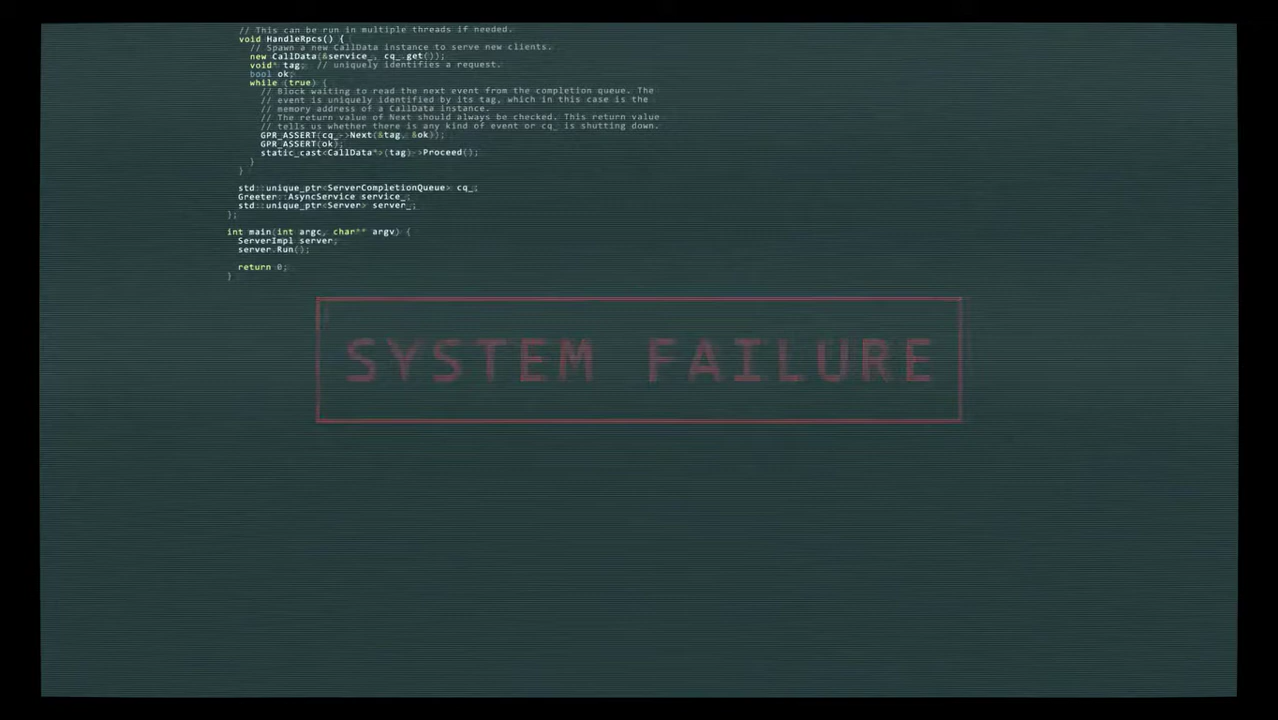 // This can be run in multiple threads if needed.
void HandleRpcs() {
// Spawn a new CallData instance to serve new clients.
new CallData(&service_, cq_.get());
void* tag;  // uniquely identifies a request.
bool ok;
while (true) {
// Block waiting to read the next event from the completion queue. The
// event is uniquely identified by its tag, which in this case is the
// memory address of a CallData instance.
// The return value of Next should always be checked. This return value
// tells us whether there is any kind of event or cq_ is shutting down.
GPR_ASSERT(cq_->Next(&tag, &ok));
GPR_ASSERT(ok);
static_cast<CallData*>(tag)->Proceed();
}
}
std::unique_ptr<ServerCompletionQueue> cq_;
Greeter::AsyncService service_;
std::unique_ptr<Server> server_;
};
int main(int argc, char** argv) {
ServerImpl server;
server.Run();
return 0;
}
SYSTEM FAILURE